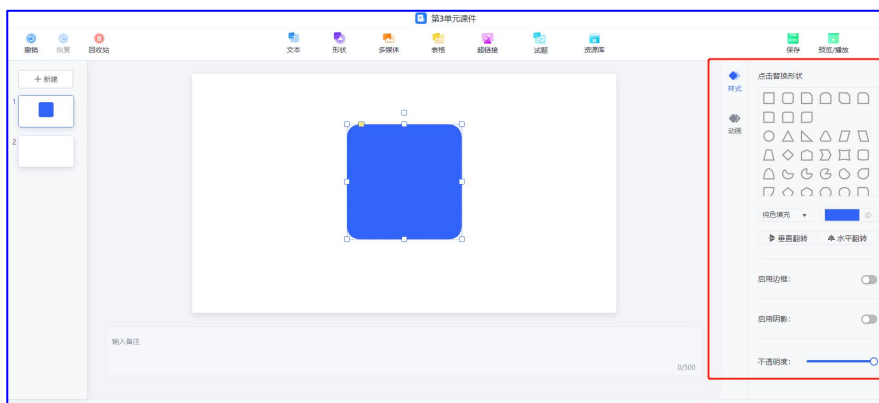 第3单元课件
撤销 恢复 回收站 文本 形状 多媒体 表格 超链接 试题 资源库 保存 预览/播放
+ 新建
1
2
输入备注
0/500
样式
动画
点击替换形状
纯色填充
垂直翻转 水平翻转
启用边框:
启用阴影:
不透明度: